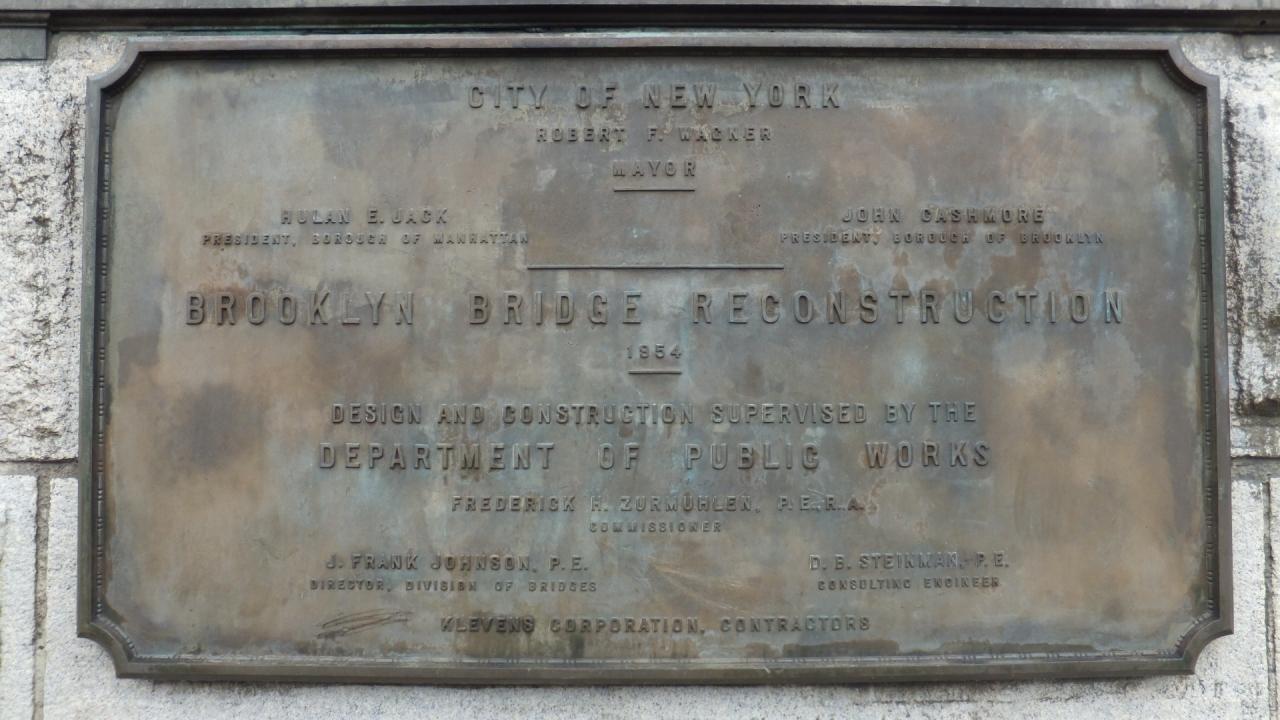 CITY OF NEW YORK
ROBERT F. WAGNER
MAYOR
HULAN E. JACK
PRESIDENT, BOROUGH OF MANHATTAN
JOHN CASHMORE
PRESIDENT, BOROUGH OF BROOKLYN
BROOKLYN BRIDGE RECONSTRUCTION
1954
DESIGN AND CONSTRUCTION SUPERVISED BY THE
DEPARTMENT OF PUBLIC WORKS
FREDERICK H. ZURMÜHLEN, P.E.,R.A.
COMMISSIONER
J. FRANK JOHNSON, P.E.
DIRECTOR, DIVISION OF BRIDGES
D. B. STEINMAN, P.E.
CONSULTING ENGINEER
KLEVENS CORPORATION, CONTRACTORS